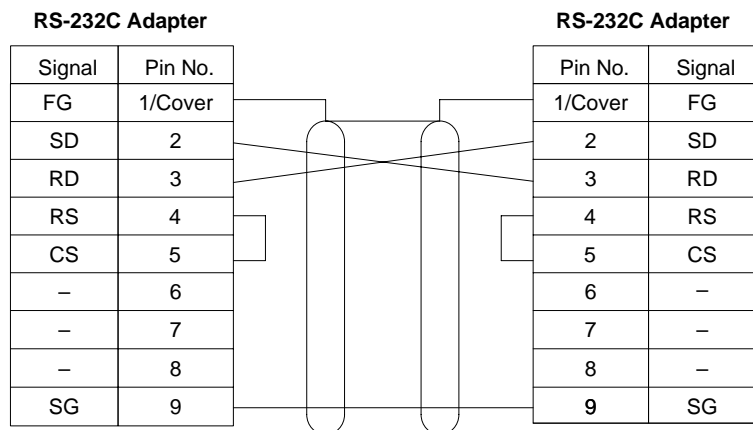 RS-232C Adapter RS-232C Adapter
Signal Pin No. Pin No. Signal
FG 1/Cover 1/Cover FG
SD 2 2 SD
RD 3 3 RD
RS 4 4 RS
CS 5 5 CS
– 6 6 –
– 7 7 –
– 8 8 –
SG 9 9 SG